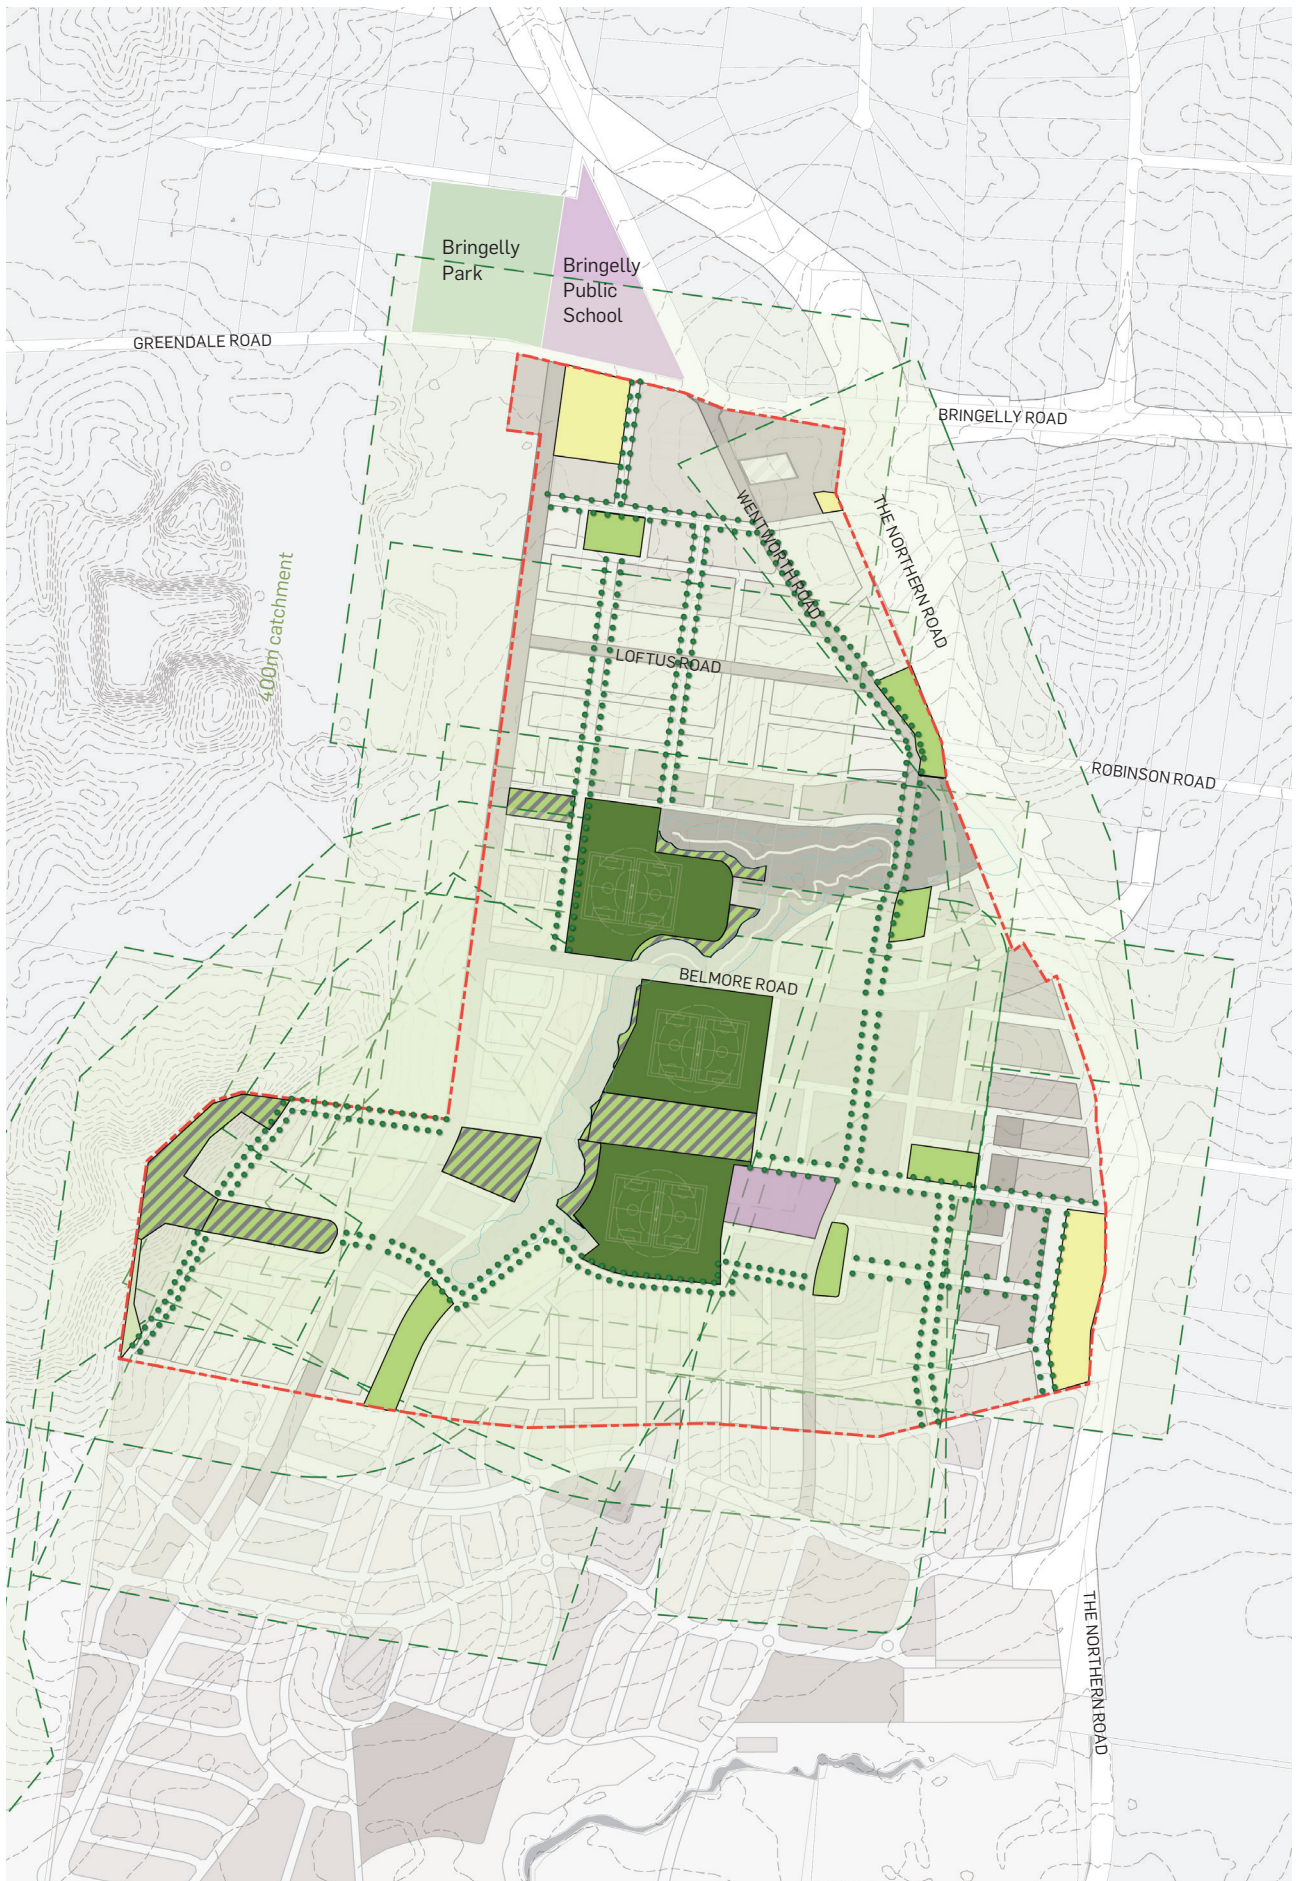 Bringelly
Park
Bringelly
Public
School
GREENDALE ROAD
BRINGELLY ROAD
WENTWORTH ROAD
THE NORTHERN ROAD
400m catchment
LOFTUS ROAD
ROBINSON ROAD
BELMORE ROAD
THE NORTHERN ROAD